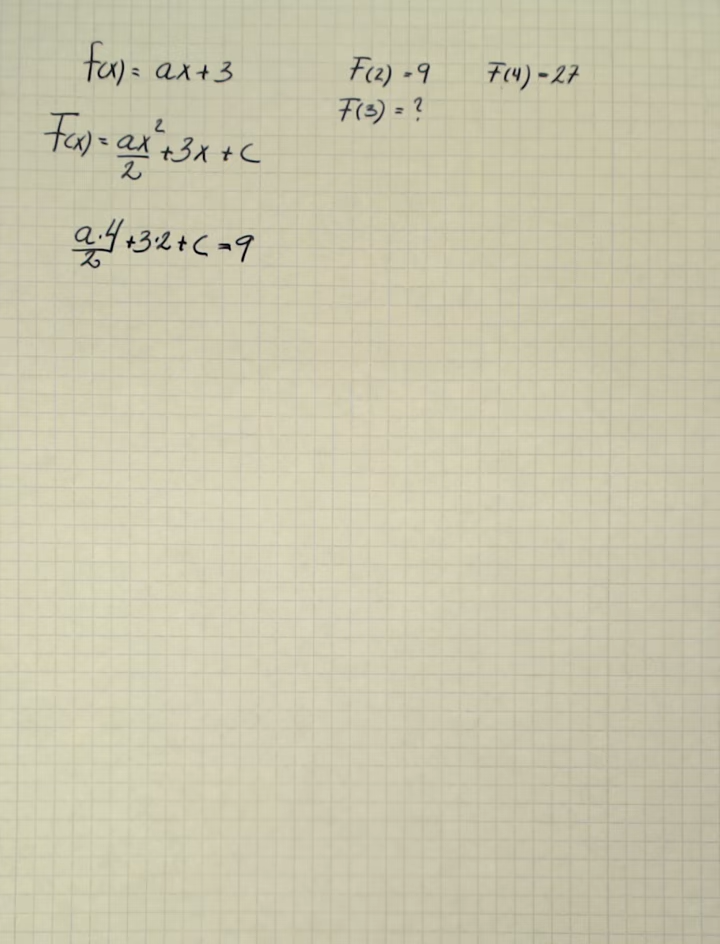 f(x) = ax + 3
F(2) = 9
F(4) = 27
F(3) = ?
F(x) = ax²/2 + 3x + C
a·4/2 + 3·2 + C = 9